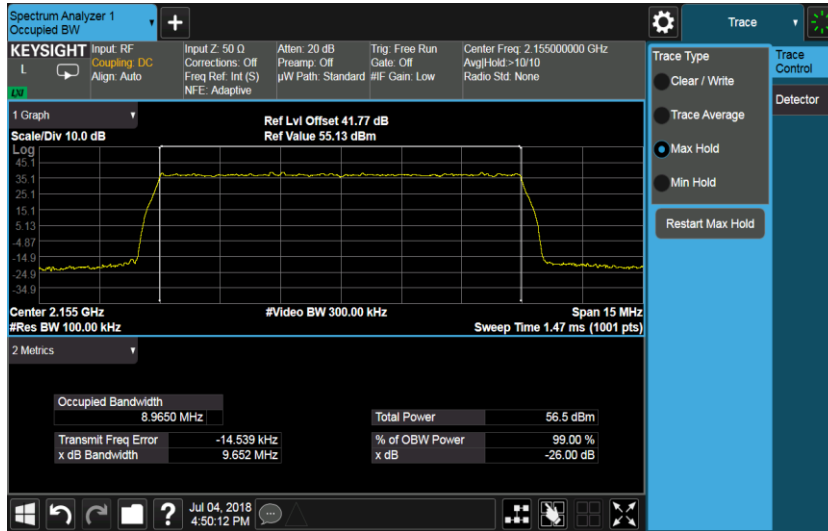 Spectrum Analyzer 1
Occupied BW
+
Trace
KEYSIGHT
L
LXI
Input: RF
Coupling: DC
Align: Auto
Input Z: 50 Ω
Corrections: Off
Freq Ref: Int (S)
NFE: Adaptive
Atten: 20 dB
Preamp: Off
µW Path: Standard
Trig: Free Run
Gate: Off
#IF Gain: Low
Center Freq: 2.155000000 GHz
Avg|Hold:>10/10
Radio Std: None
1 Graph
Scale/Div 10.0 dB
Ref Lvl Offset 41.77 dB
Ref Value 55.13 dBm
Log
45.1
35.1
25.1
15.1
5.13
-4.87
-14.9
-24.9
-34.9
Center 2.155 GHz
#Video BW 300.00 kHz
Span 15 MHz
#Res BW 100.00 kHz
Sweep Time 1.47 ms (1001 pts)
2 Metrics
Occupied Bandwidth
8.9650 MHz
Total Power 56.5 dBm
Transmit Freq Error -14.539 kHz
% of OBW Power 99.00 %
x dB Bandwidth 9.652 MHz
x dB -26.00 dB
Trace Type
Clear / Write
Trace Average
Max Hold
Min Hold
Restart Max Hold
Trace
Control
Detector
?
Jul 04, 2018
4:50:12 PM